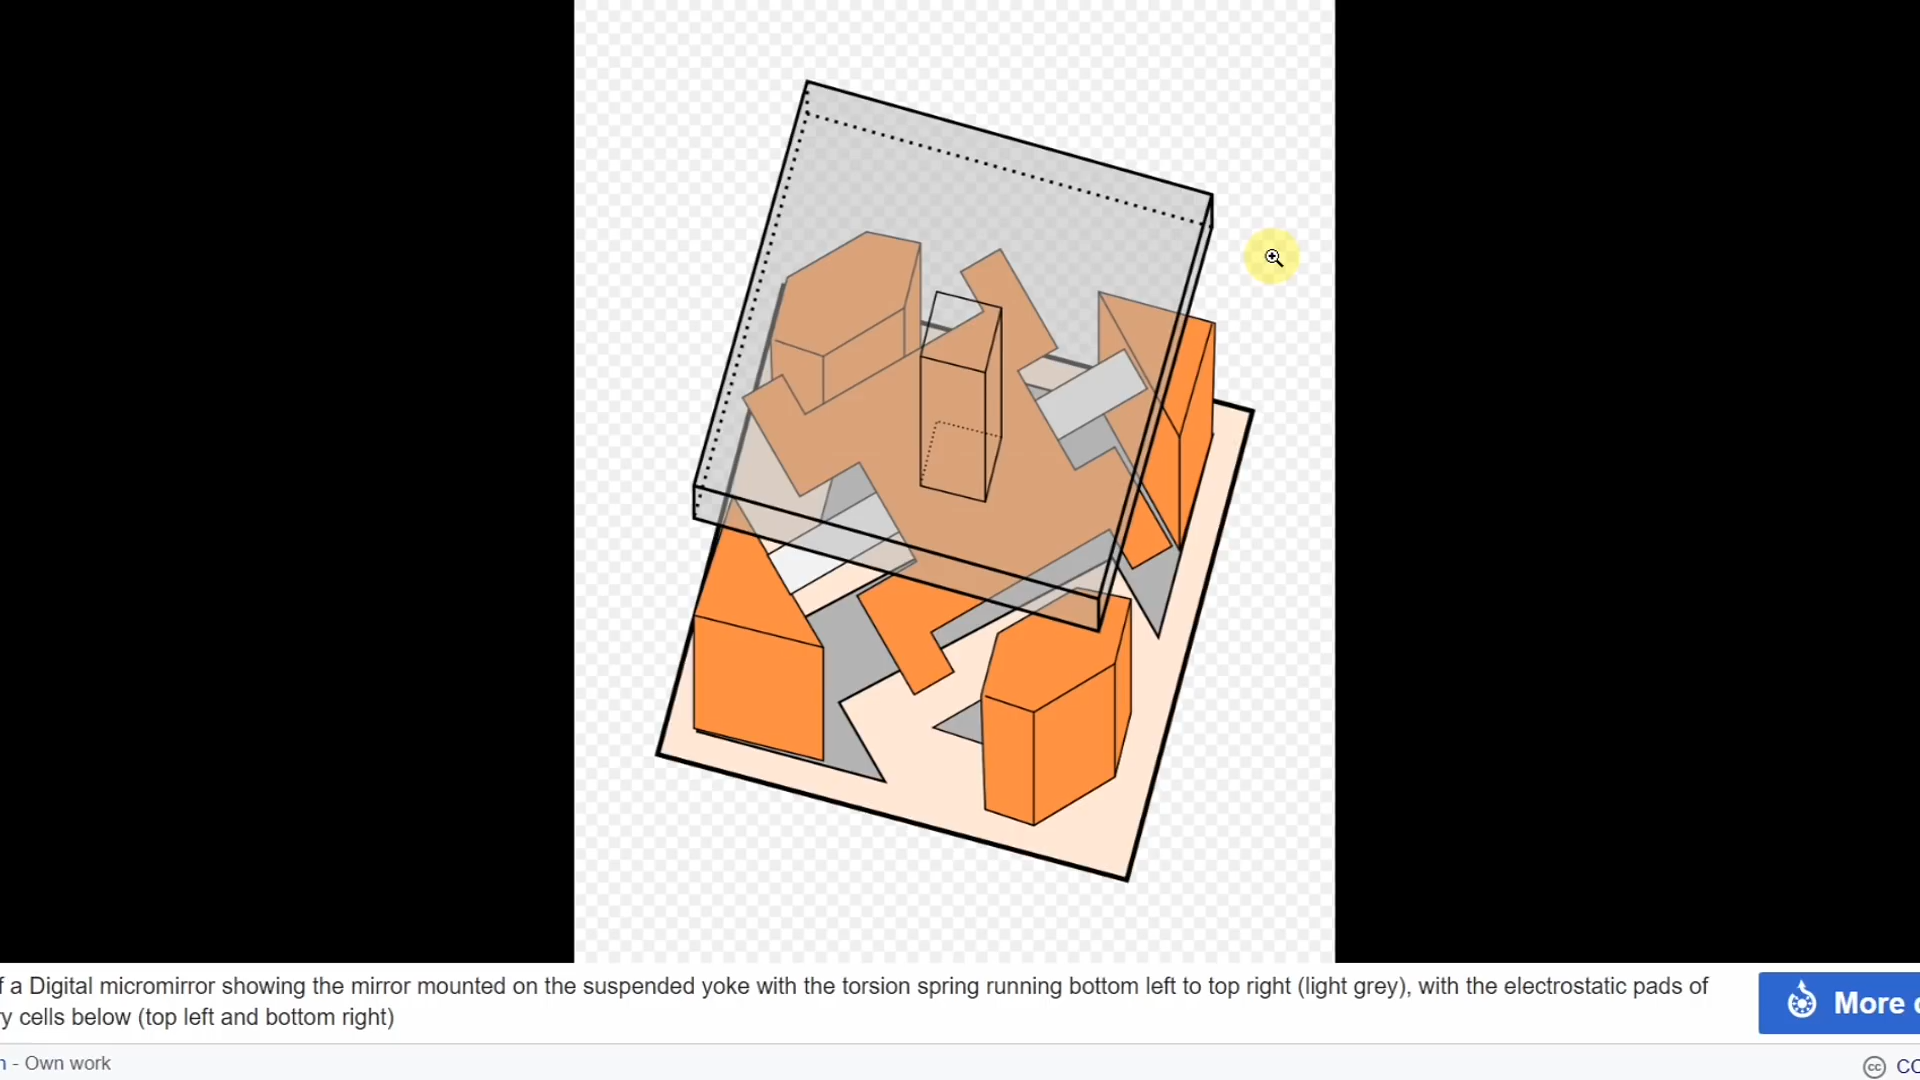 a Digital micromirror showing the mirror mounted on the suspended yoke with the torsion spring running bottom left to top right (light grey), with the electrostatic pads of
cells below (top left and bottom right)
More
- Own work
cc